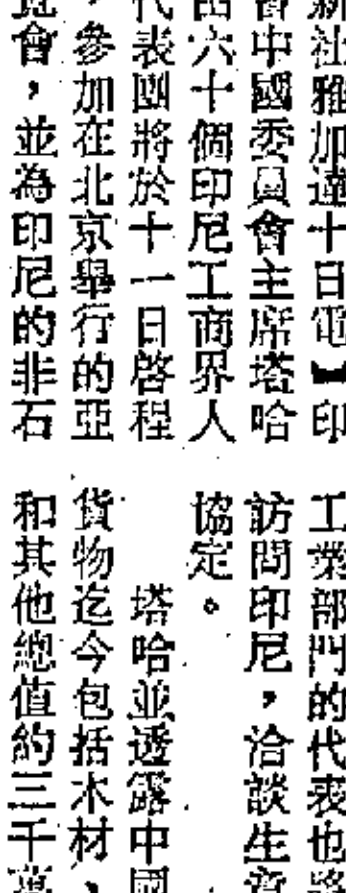 新社雅加達十日電】印
會中國委員會主席塔哈
由六十個印尼工商界人
代表團將於十一日啓程
，參加在北京舉行的亞
覽會，並為印尼的非石
工業部門的代表也將
訪問印尼，洽談生意
協定。
塔哈並透露中國
貨物迄今包括木材、
和其他總值約三千萬